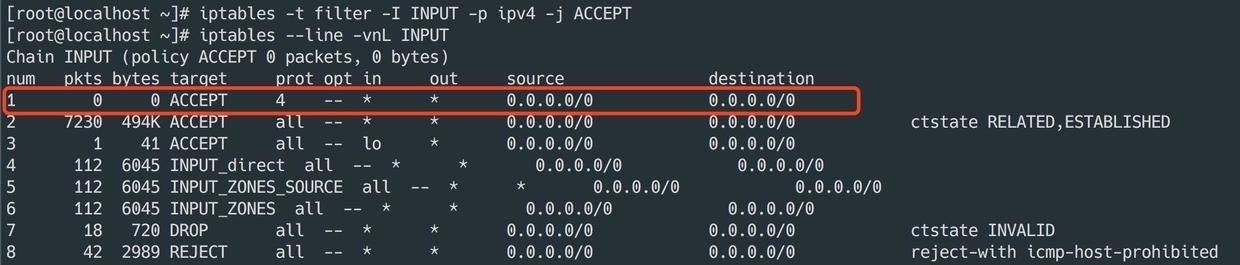 [root@localhost ~]# iptables -t filter -I INPUT -p ipv4 -j ACCEPT
[root@localhost ~]# iptables --line -vnL INPUT
Chain INPUT (policy ACCEPT 0 packets, 0 bytes)
num   pkts bytes target     prot opt in     out     source               destination
1        0     0 ACCEPT     4    --  *      *       0.0.0.0/0            0.0.0.0/0
2     7230  494K ACCEPT     all  --  *      *       0.0.0.0/0            0.0.0.0/0            ctstate RELATED,ESTABLISHED
3        1    41 ACCEPT     all  --  lo     *       0.0.0.0/0            0.0.0.0/0
4      112  6045 INPUT_direct  all  --  *      *       0.0.0.0/0            0.0.0.0/0
5      112  6045 INPUT_ZONES_SOURCE  all  --  *      *       0.0.0.0/0            0.0.0.0/0
6      112  6045 INPUT_ZONES  all  --  *      *       0.0.0.0/0            0.0.0.0/0
7       18   720 DROP       all  --  *      *       0.0.0.0/0            0.0.0.0/0            ctstate INVALID
8       42  2989 REJECT     all  --  *      *       0.0.0.0/0            0.0.0.0/0            reject-with icmp-host-prohibited